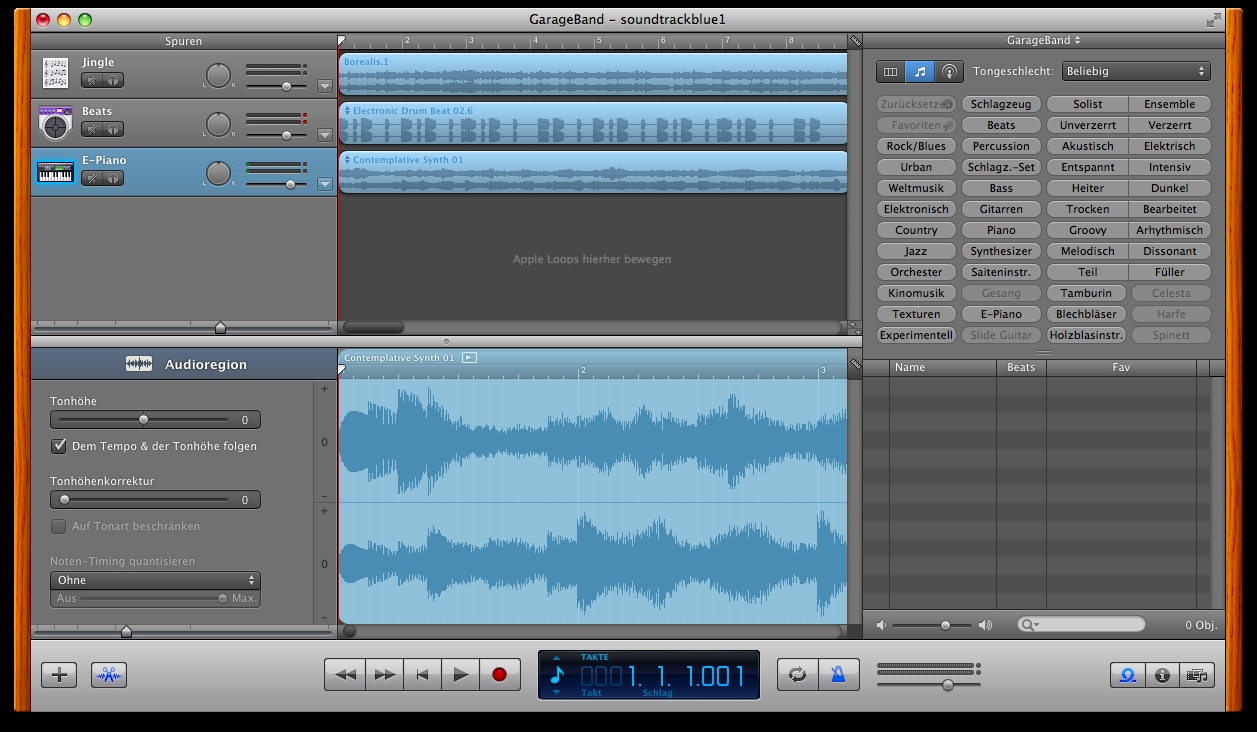 GarageBand – soundtrackblue1
Spuren
2 3 4 5 6 7 8
GarageBand
Jingle
L R
Borealis.1
Tongeschlecht: Beliebig
Beats
L R
Electronic Drum Beat 02.6
E-Piano
L R
Contemplative Synth 01
Apple Loops hierher bewegen
Zurücksetzen Schlagzeug Solist Ensemble
Favoriten Beats Unverzerrt Verzerrt
Rock/Blues Percussion Akustisch Elektrisch
Urban Schlagz.-Set Entspannt Intensiv
Weltmusik Bass Heiter Dunkel
Elektronisch Gitarren Trocken Bearbeitet
Country Piano Groovy Arhythmisch
Jazz Synthesizer Melodisch Dissonant
Orchester Saiteninstr. Teil Füller
Kinomusik Gesang Tamburin Celesta
Texturen E-Piano Blechbläser Harfe
Experimentell Slide Guitar Holzblasinstr. Spinett
Audioregion
Contemplative Synth 01
2 3
Name Beats Fav
Tonhöhe
0
Dem Tempo & der Tonhöhe folgen
Tonhöhenkorrektur
0
Auf Tonart beschränken
Noten-Timing quantisieren
Ohne
Aus Max.
+
0
–
+
0
–
0 Obj.
TAKTE
0001. 1. 1.001
Takt Schlag